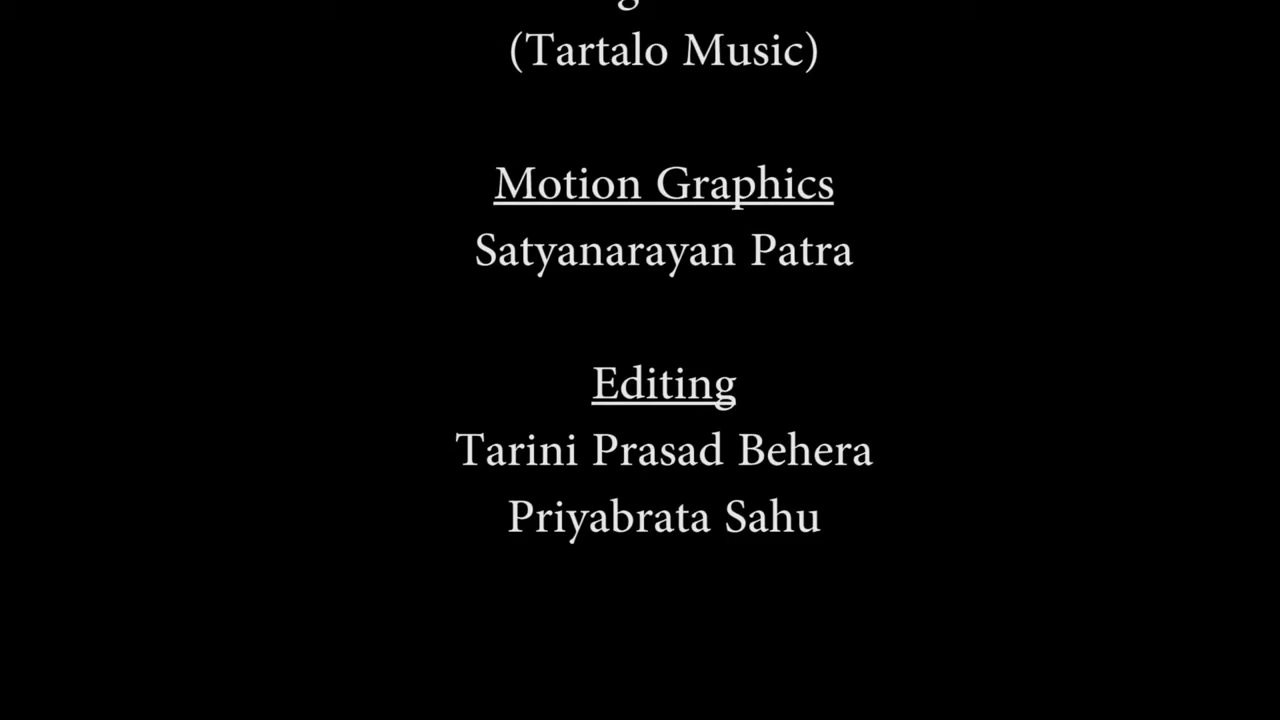 (Tartalo Music)
Motion Graphics
Satyanarayan Patra
Editing
Tarini Prasad Behera
Priyabrata Sahu